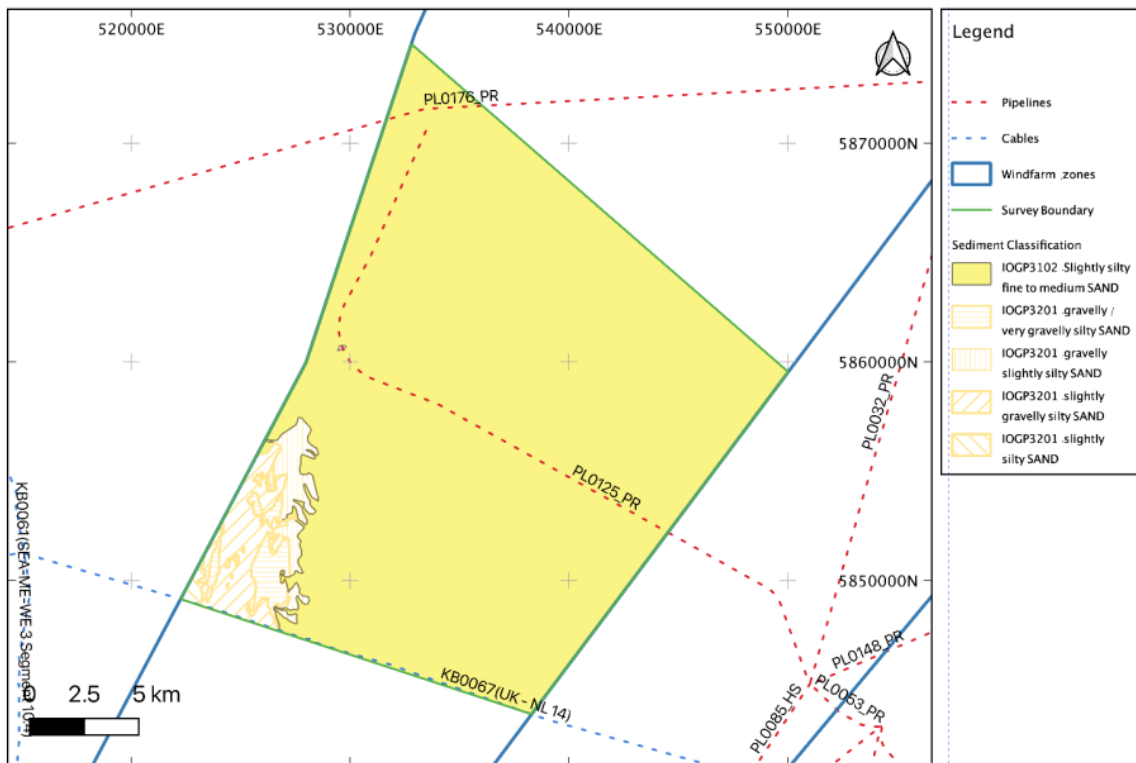 520000E
530000E
540000E
550000E
PL0176_PR
5870000N
5860000N
PL0032_PR
PL0125_PR
5850000N
KB0061(SEA-ME-WE-3 Segment 10.4)
PL0148_PR
PL0053_PR
PL0085_HS
KB0067(UK - NL 14)
0 2.5 5 km
Legend
Pipelines
Cables
Windfarm zones
Survey Boundary
Sediment Classification
IOGP3102 Slightly silty
fine to medium SAND
IOGP3201 gravelly /
very gravelly silty SAND
IOGP3201 gravelly
slightly silty SAND
IOGP3201 slightly
gravelly silty SAND
IOGP3201 slightly
silty SAND